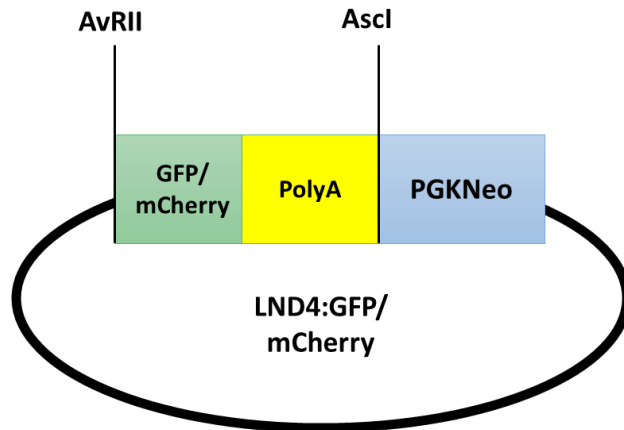 AvRII
AscI
GFP/
mCherry
PolyA
PGKNeo
LND4:GFP/
mCherry